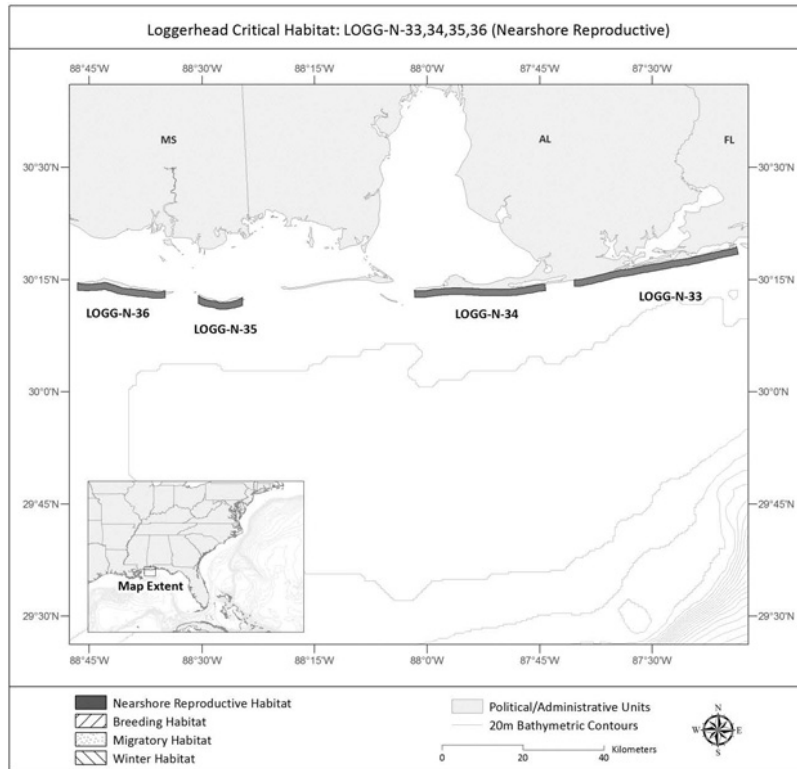 Loggerhead Critical Habitat: LOGG-N-33,34,35,36 (Nearshore Reproductive)
88°45'W 88°30'W 88°15'W 88°0'W 87°45'W 87°30'W
MS AL FL
30°30'N 30°30'N
30°15'N 30°15'N
LOGG-N-36 LOGG-N-35 LOGG-N-34 LOGG-N-33
30°0'N 30°0'N
29°45'N 29°45'N
Map Extent
29°30'N 29°30'N
88°45'W 88°30'W 88°15'W 88°0'W 87°45'W 87°30'W
Nearshore Reproductive Habitat
Breeding Habitat
Migratory Habitat
Winter Habitat
Political/Administrative Units
20m Bathymetric Contours
Kilometers
0 20 40
N
W E
S